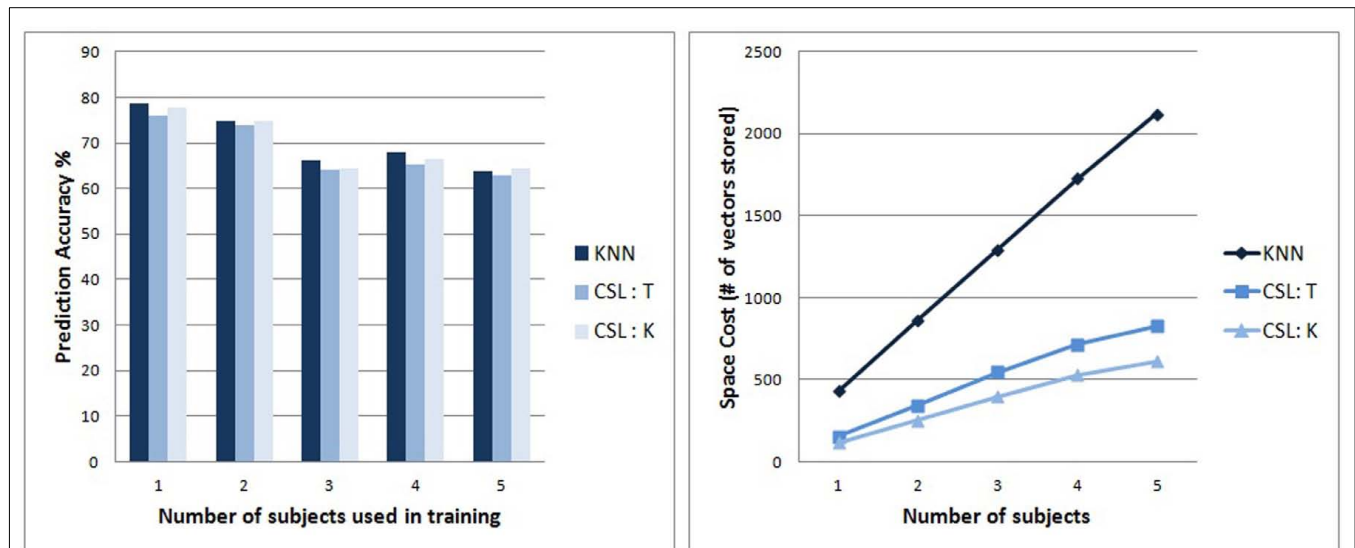 90
80
70
60
50
40
30
20
10
0
Prediction Accuracy %
1 2 3 4 5
Number of subjects used in training
KNN
CSL : T
CSL : K
2500
2000
1500
1000
500
0
Space Cost (# of vectors stored)
1 2 3 4 5
Number of subjects
KNN
CSL: T
CSL: K